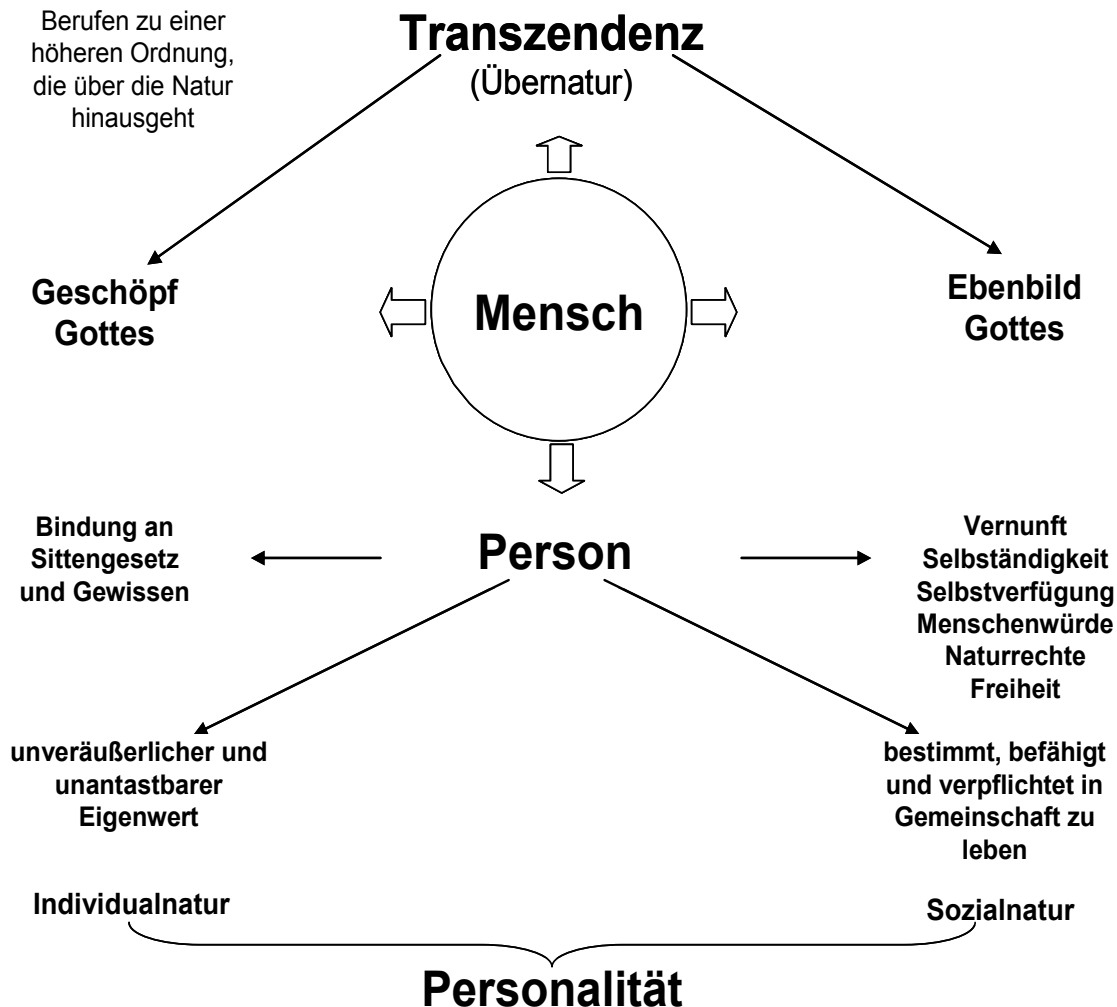 Berufen zu einer
höheren Ordnung,
die über die Natur
hinausgeht
Transzendenz
(Übernatur)
Geschöpf
Gottes
Mensch
Ebenbild
Gottes
Bindung an
Sittengesetz
und Gewissen
Person
Vernunft
Selbständigkeit
Selbstverfügung
Menschenwürde
Naturrechte
Freiheit
unveräußerlicher und
unantastbarer
Eigenwert
bestimmt, befähigt
und verpflichtet in
Gemeinschaft zu
leben
Individualnatur
Sozialnatur
Personalität